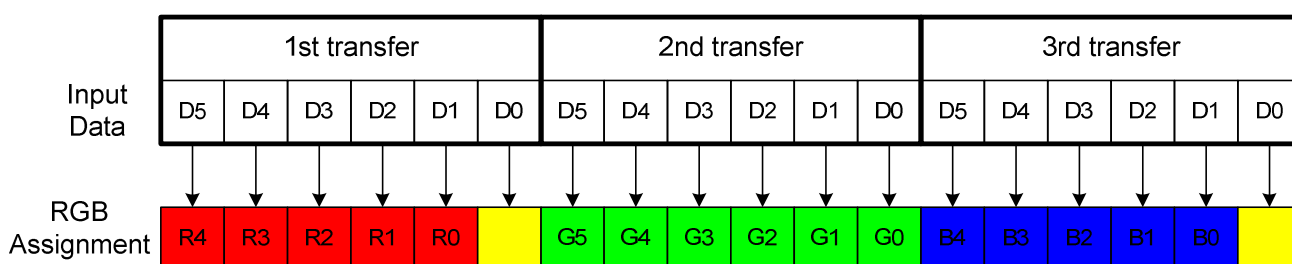 1st transfer 2nd transfer 3rd transfer
Input
Data
D5 D4 D3 D2 D1 D0 D5 D4 D3 D2 D1 D0 D5 D4 D3 D2 D1 D0
RGB
Assignment
R4 R3 R2 R1 R0 G5 G4 G3 G2 G1 G0 B4 B3 B2 B1 B0